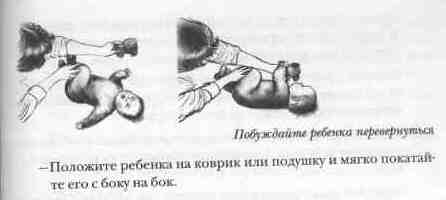 Побуждайте ребенка перевернуться
—Положите ребенка на коврик или подушку и мягко покатай-
те его с боку на бок.